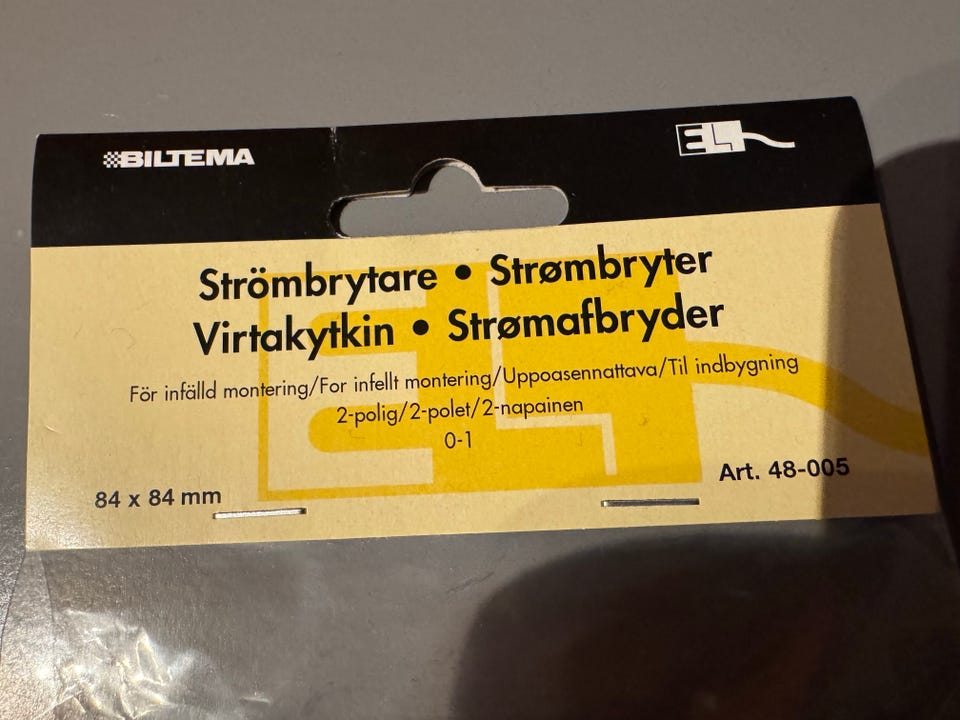 BILTEMA
EL
Strömbrytare • Strømbryter
Virtakytkin • Strømafbryder
För infälld montering/For infellt montering/Uppoasennattava/Til indbygning
2-polig/2-polet/2-napainen
0-1
84 x 84 mm
Art. 48-005